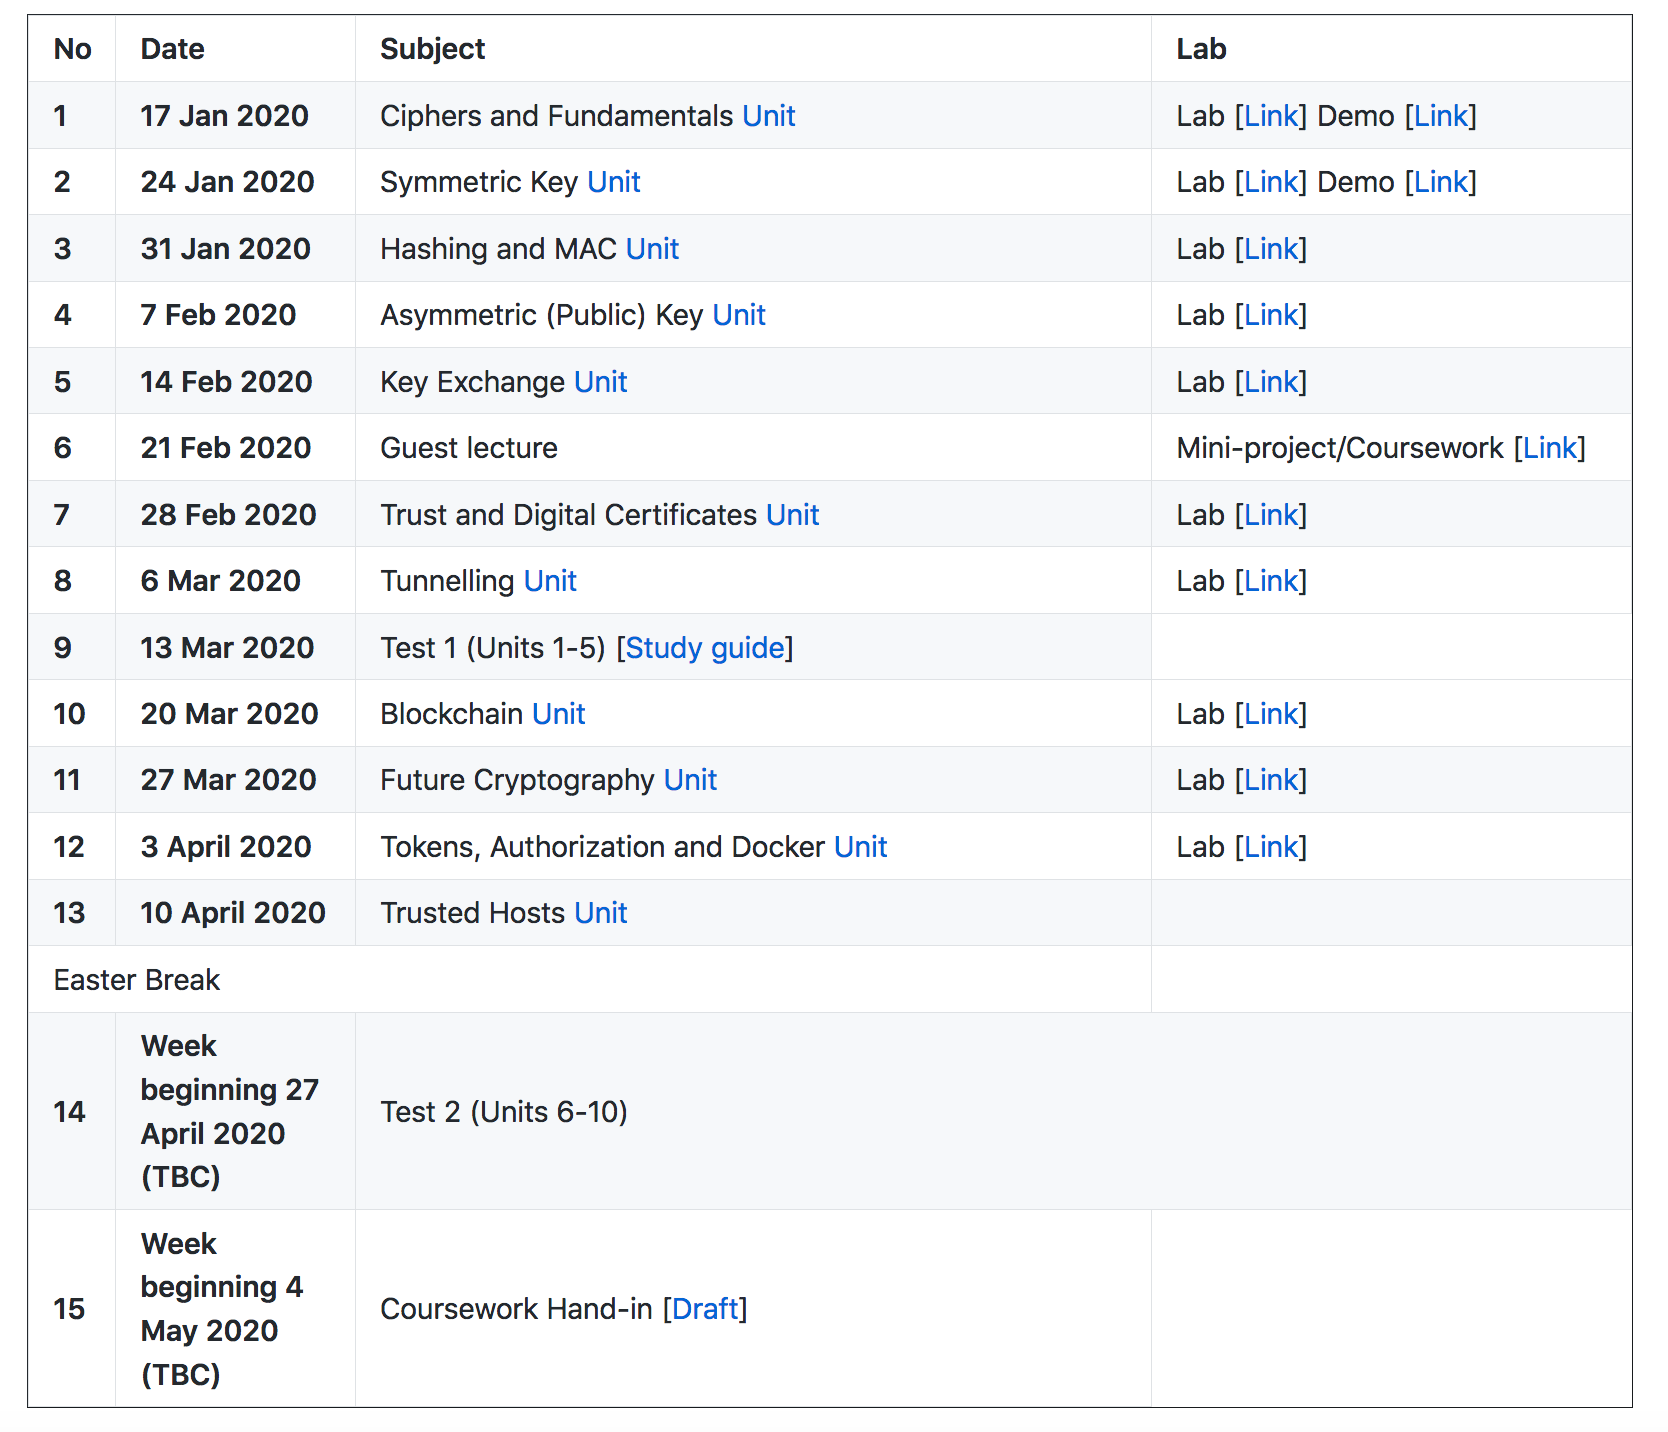 No Date Subject Lab
1 17 Jan 2020 Ciphers and Fundamentals Unit Lab [Link] Demo [Link]
2 24 Jan 2020 Symmetric Key Unit Lab [Link] Demo [Link]
3 31 Jan 2020 Hashing and MAC Unit Lab [Link]
4 7 Feb 2020 Asymmetric (Public) Key Unit Lab [Link]
5 14 Feb 2020 Key Exchange Unit Lab [Link]
6 21 Feb 2020 Guest lecture Mini-project/Coursework [Link]
7 28 Feb 2020 Trust and Digital Certificates Unit Lab [Link]
8 6 Mar 2020 Tunnelling Unit Lab [Link]
9 13 Mar 2020 Test 1 (Units 1-5) [Study guide]
10 20 Mar 2020 Blockchain Unit Lab [Link]
11 27 Mar 2020 Future Cryptography Unit Lab [Link]
12 3 April 2020 Tokens, Authorization and Docker Unit Lab [Link]
13 10 April 2020 Trusted Hosts Unit
Easter Break
14
Week
beginning 27
April 2020
(TBC)
Test 2 (Units 6-10)
15
Week
beginning 4
May 2020
(TBC)
Coursework Hand-in [Draft]